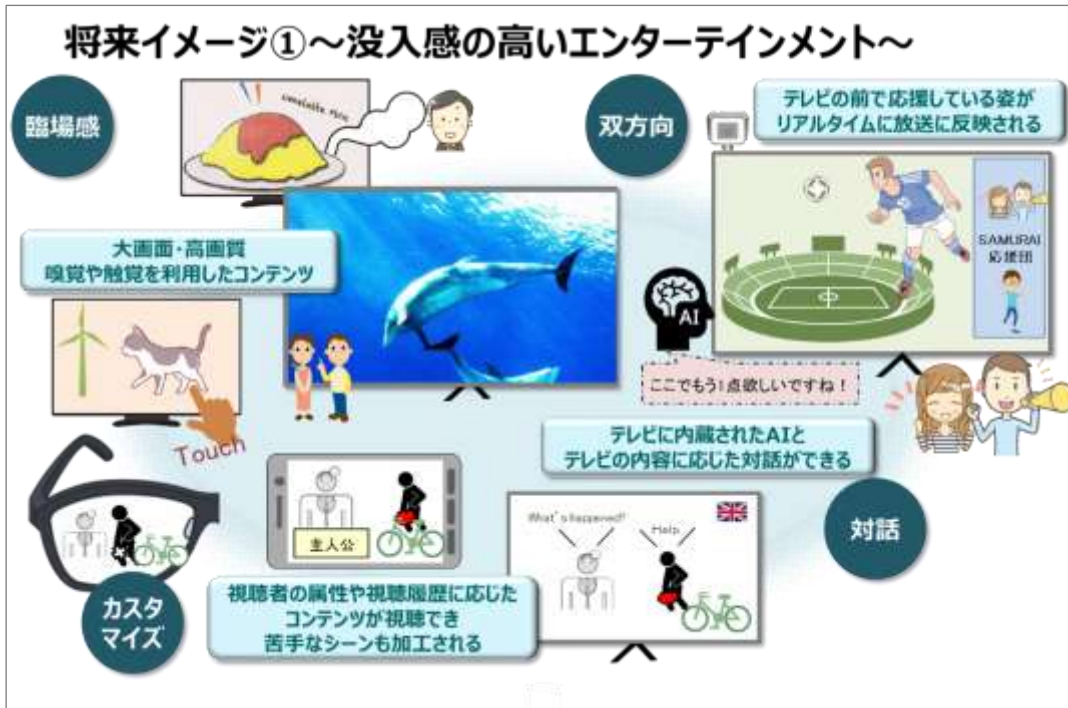 将来イメージ①～没入感の高いエンターテインメント～
臨場感
双方向
テレビの前で応援している姿が
リアルタイムに放送に反映される
大画面・高画質
嗅覚や触覚を利用したコンテンツ
SAMURAI
応援団
AI
ここでもう1点欲しいですね！
Touch
テレビに内蔵されたAIと
テレビの内容に応じた対話ができる
対話
What's happened?
Help
主人公
カスタ
マイズ
視聴者の属性や視聴履歴に応じた
コンテンツが視聴でき
苦手なシーンも加工される